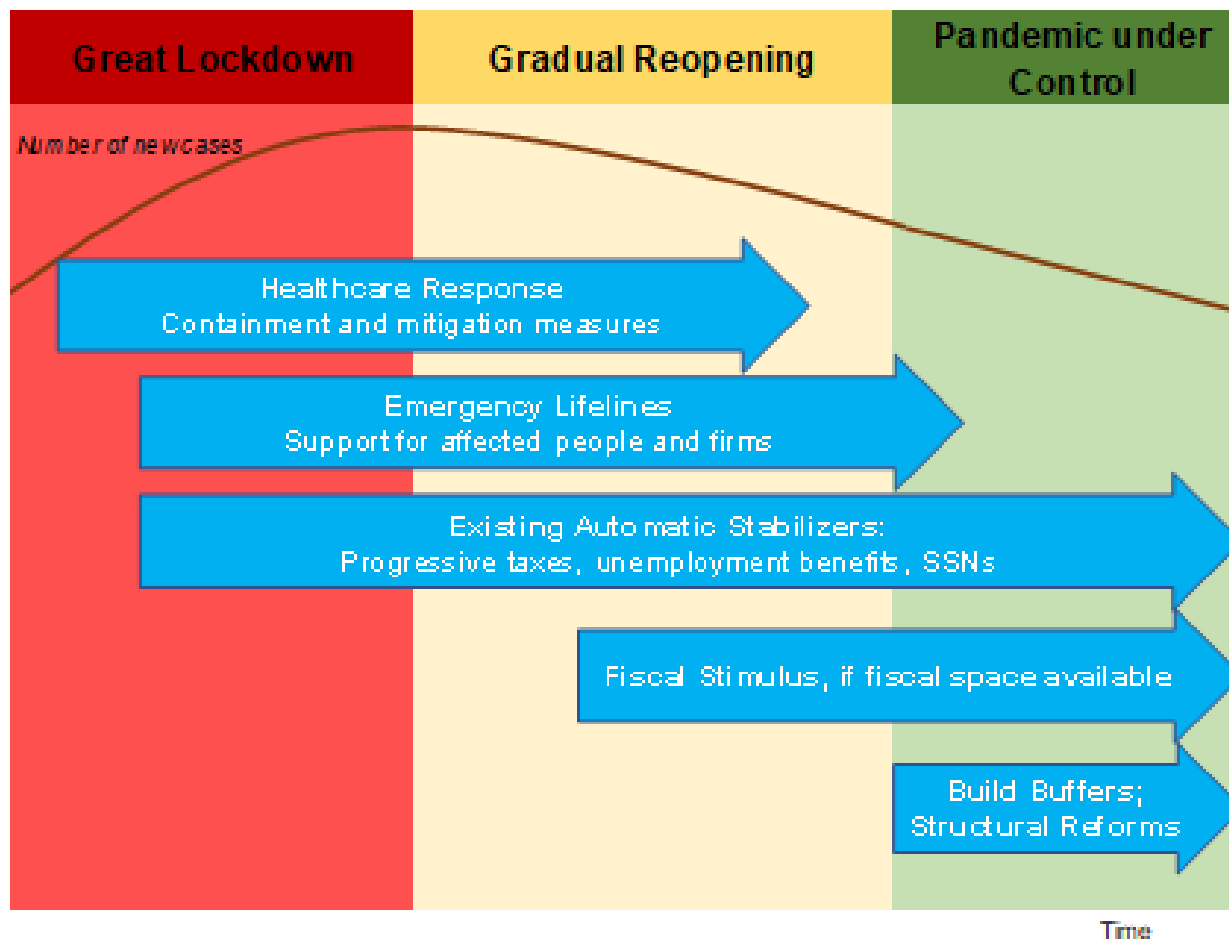 Great Lockdown
Gradual Reopening
Pandemic under
Control
Number of new cases
Healthcare Response
Containment and mitigation measures
Emergency Lifelines
Support for affected people and firms
Existing Automatic Stabilizers:
Progressive taxes, unemployment benefits, SSNs
Fiscal Stimulus, if fiscal space available
Build Buffers;
Structural Reforms
Time